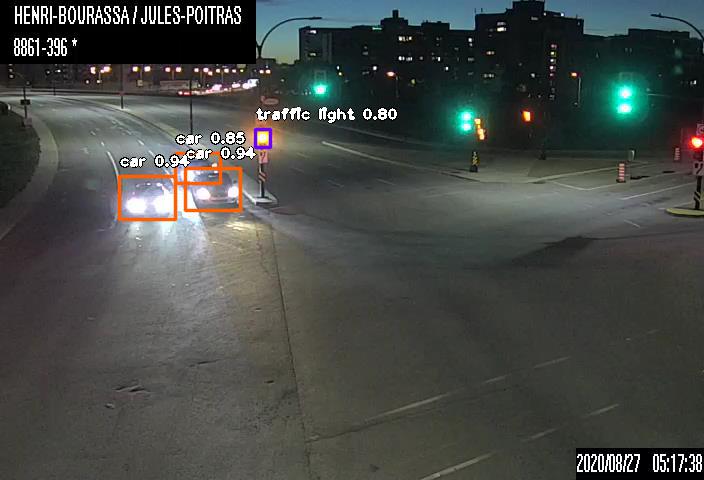 HENRI-BOURASSA / JULES-POITRAS
8861-396 *
traffic light 0.80
car 0.85
car 0.94
car 0.94
2020/08/27 05:17:38